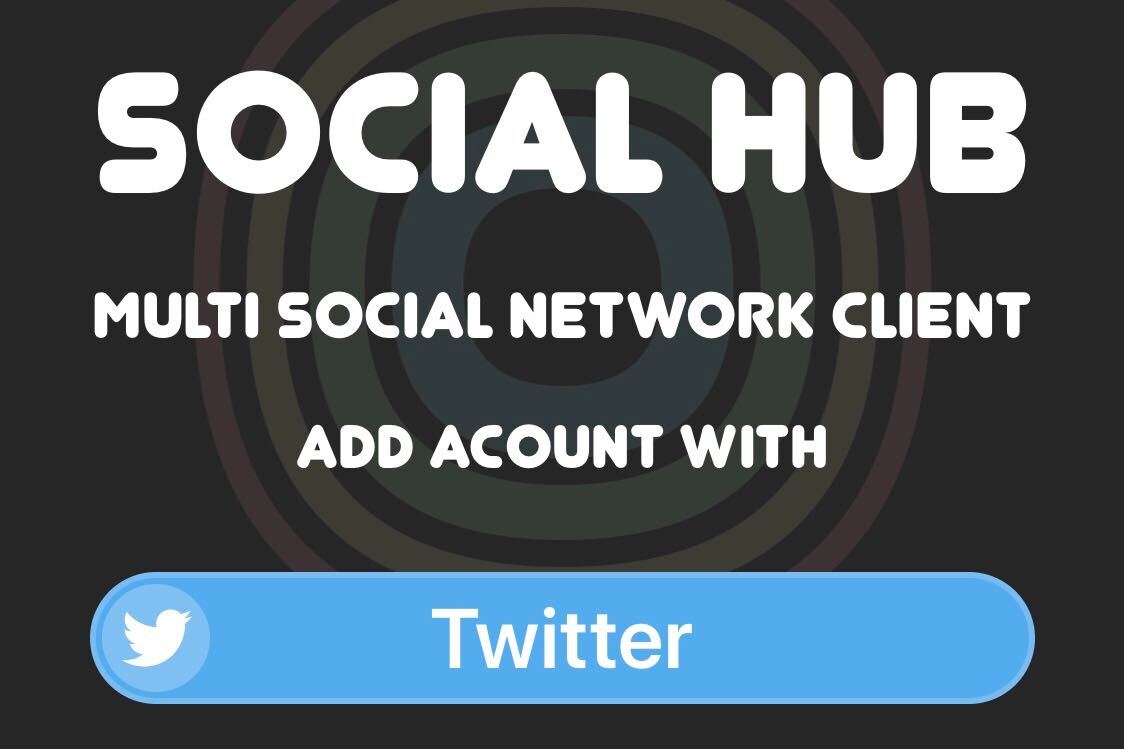 SOCIAL HUB
MULTI SOCIAL NETWORK CLIENT
ADD ACOUNT WITH
Twitter